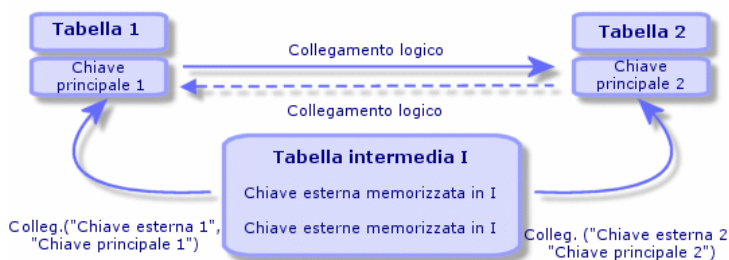 Tabella 1
Tabella 2
Collegamento logico
Chiave
principale 1
Chiave
principale 2
Collegamento logico
Tabella intermedia I
Chiave esterna memorizzata in I
Chiave esterne memorizzata in I
Colleg.("Chiave esterna 1",
"Chiave principale 1")
Colleg. ("Chiave esterna 2
"Chiave principale 2")